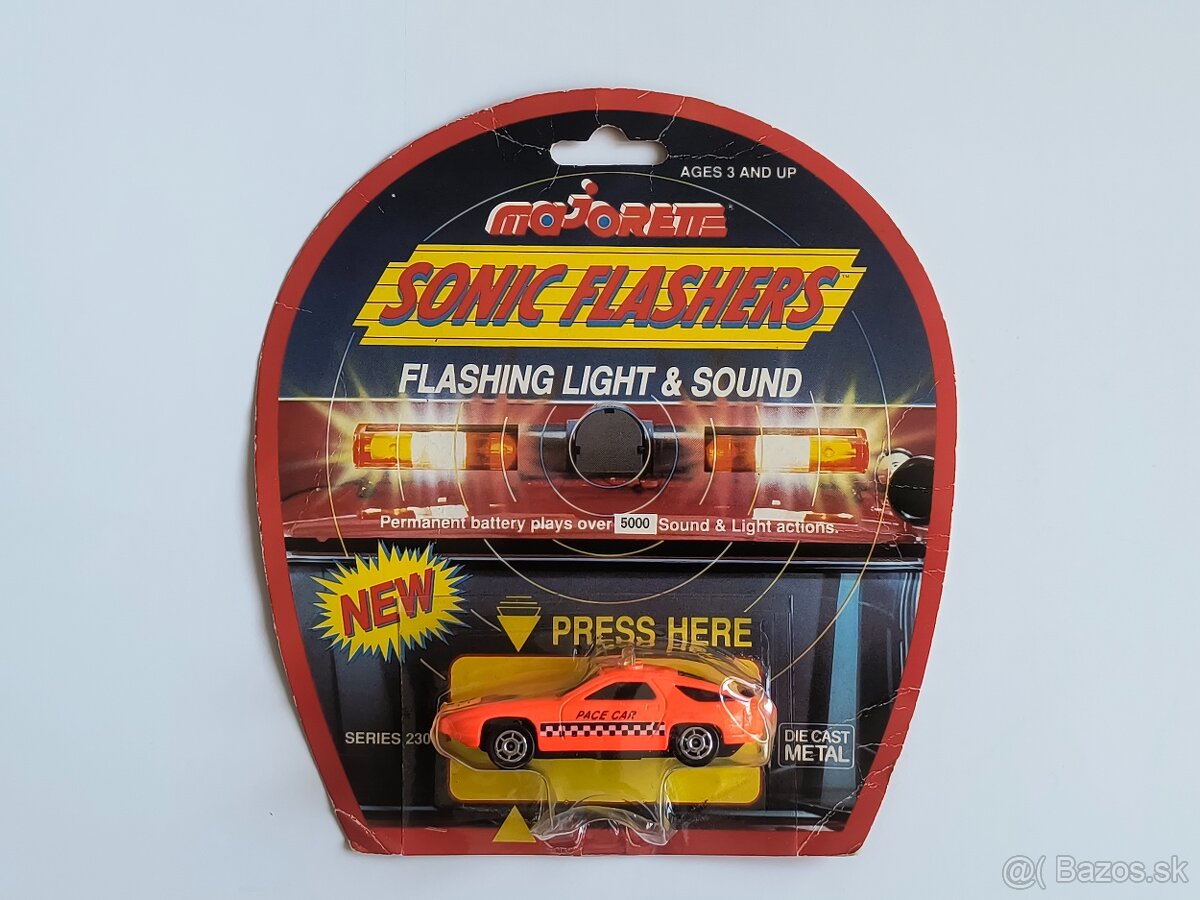 AGES 3 AND UP
majorette
SONIC FLASHERS™
FLASHING LIGHT & SOUND
Permanent battery plays over 5000 Sound & Light actions.
NEW
PRESS HERE
PACE CAR
SERIES 230
DIE CAST
METAL
@( Bazos.sk